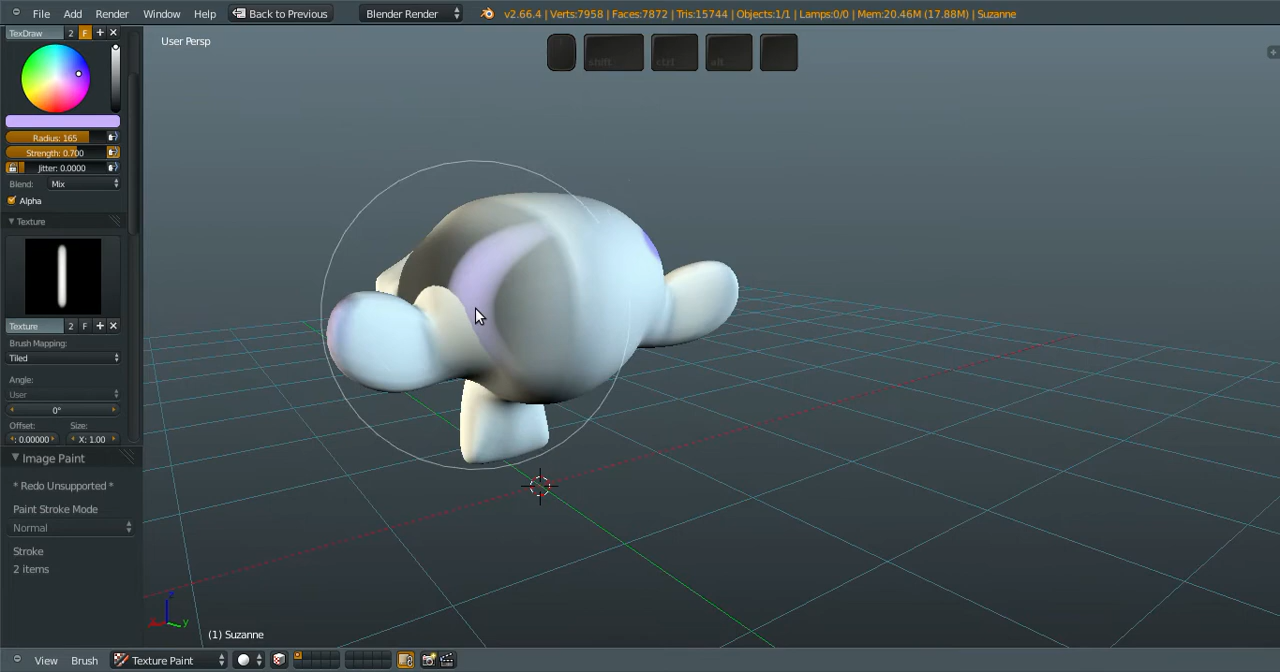 File Add Render Window Help Back to Previous Blender Render v2.66.4 | Verts:7958 | Faces:7872 | Tris:15744 | Objects:1/1 | Lamps:0/0 | Mem:20.46M (17.88M) | Suzanne
TexDraw 2 F
User Persp
shift ctrl alt
Radius: 165
Strength: 0.700
Jitter: 0.0000
Blend: Mix
Alpha
Texture
Texture 2 F
Brush Mapping:
Tiled
Angle:
User
0°
Offset: Size:
: 0.00000 X: 1.00
Image Paint
* Redo Unsupported *
Paint Stroke Mode
Normal
Stroke
2 items
z
y
(1) Suzanne
View Brush Texture Paint